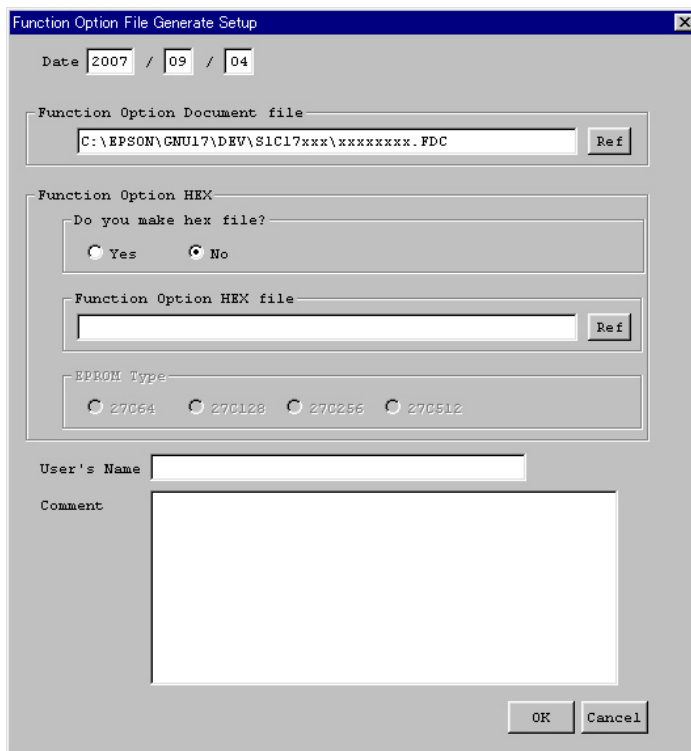 Function Option File Generate Setup
Date 2007 / 09 / 04
Function Option Document file
C:\EPSON\GNU17\DEV\S1C17xxx\xxxxxxxx.FDC Ref
Function Option HEX
Do you make hex file?
Yes No
Function Option HEX file
Ref
EPROM Type
27C64 27C128 27C256 27C512
User's Name
Comment
OK Cancel